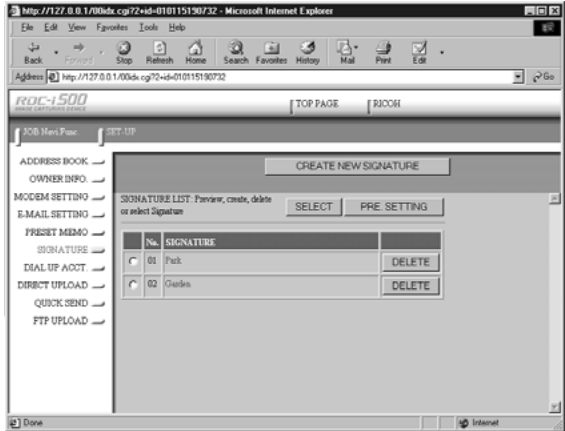 http://127.0.0.1/00idx.cgi?2+id=010115190732 - Microsoft Internet Explorer
File Edit View Favorites Tools Help
Back Forward Stop Refresh Home Search Favorites History Mail Print Edit
Address http://127.0.0.1/00idx.cgi?2+id=010115190732 Go
RDC-i500
IMAGE CAPTURING DEVICE
TOP PAGE RICOH
JOB Navi.Func. SET-UP
ADDRESS BOOK
OWNER INFO.
MODEM SETTING
E-MAIL SETTING
PRESET MEMO
SIGNATURE
DIAL UP ACCT.
DIRECT UPLOAD
QUICK SEND
FTP UPLOAD
CREATE NEW SIGNATURE
SIGNATURE LIST: Preview, create, delete
or select Signature
SELECT PRE. SETTING
No. SIGNATURE
01 Park DELETE
02 Garden DELETE
Done Internet